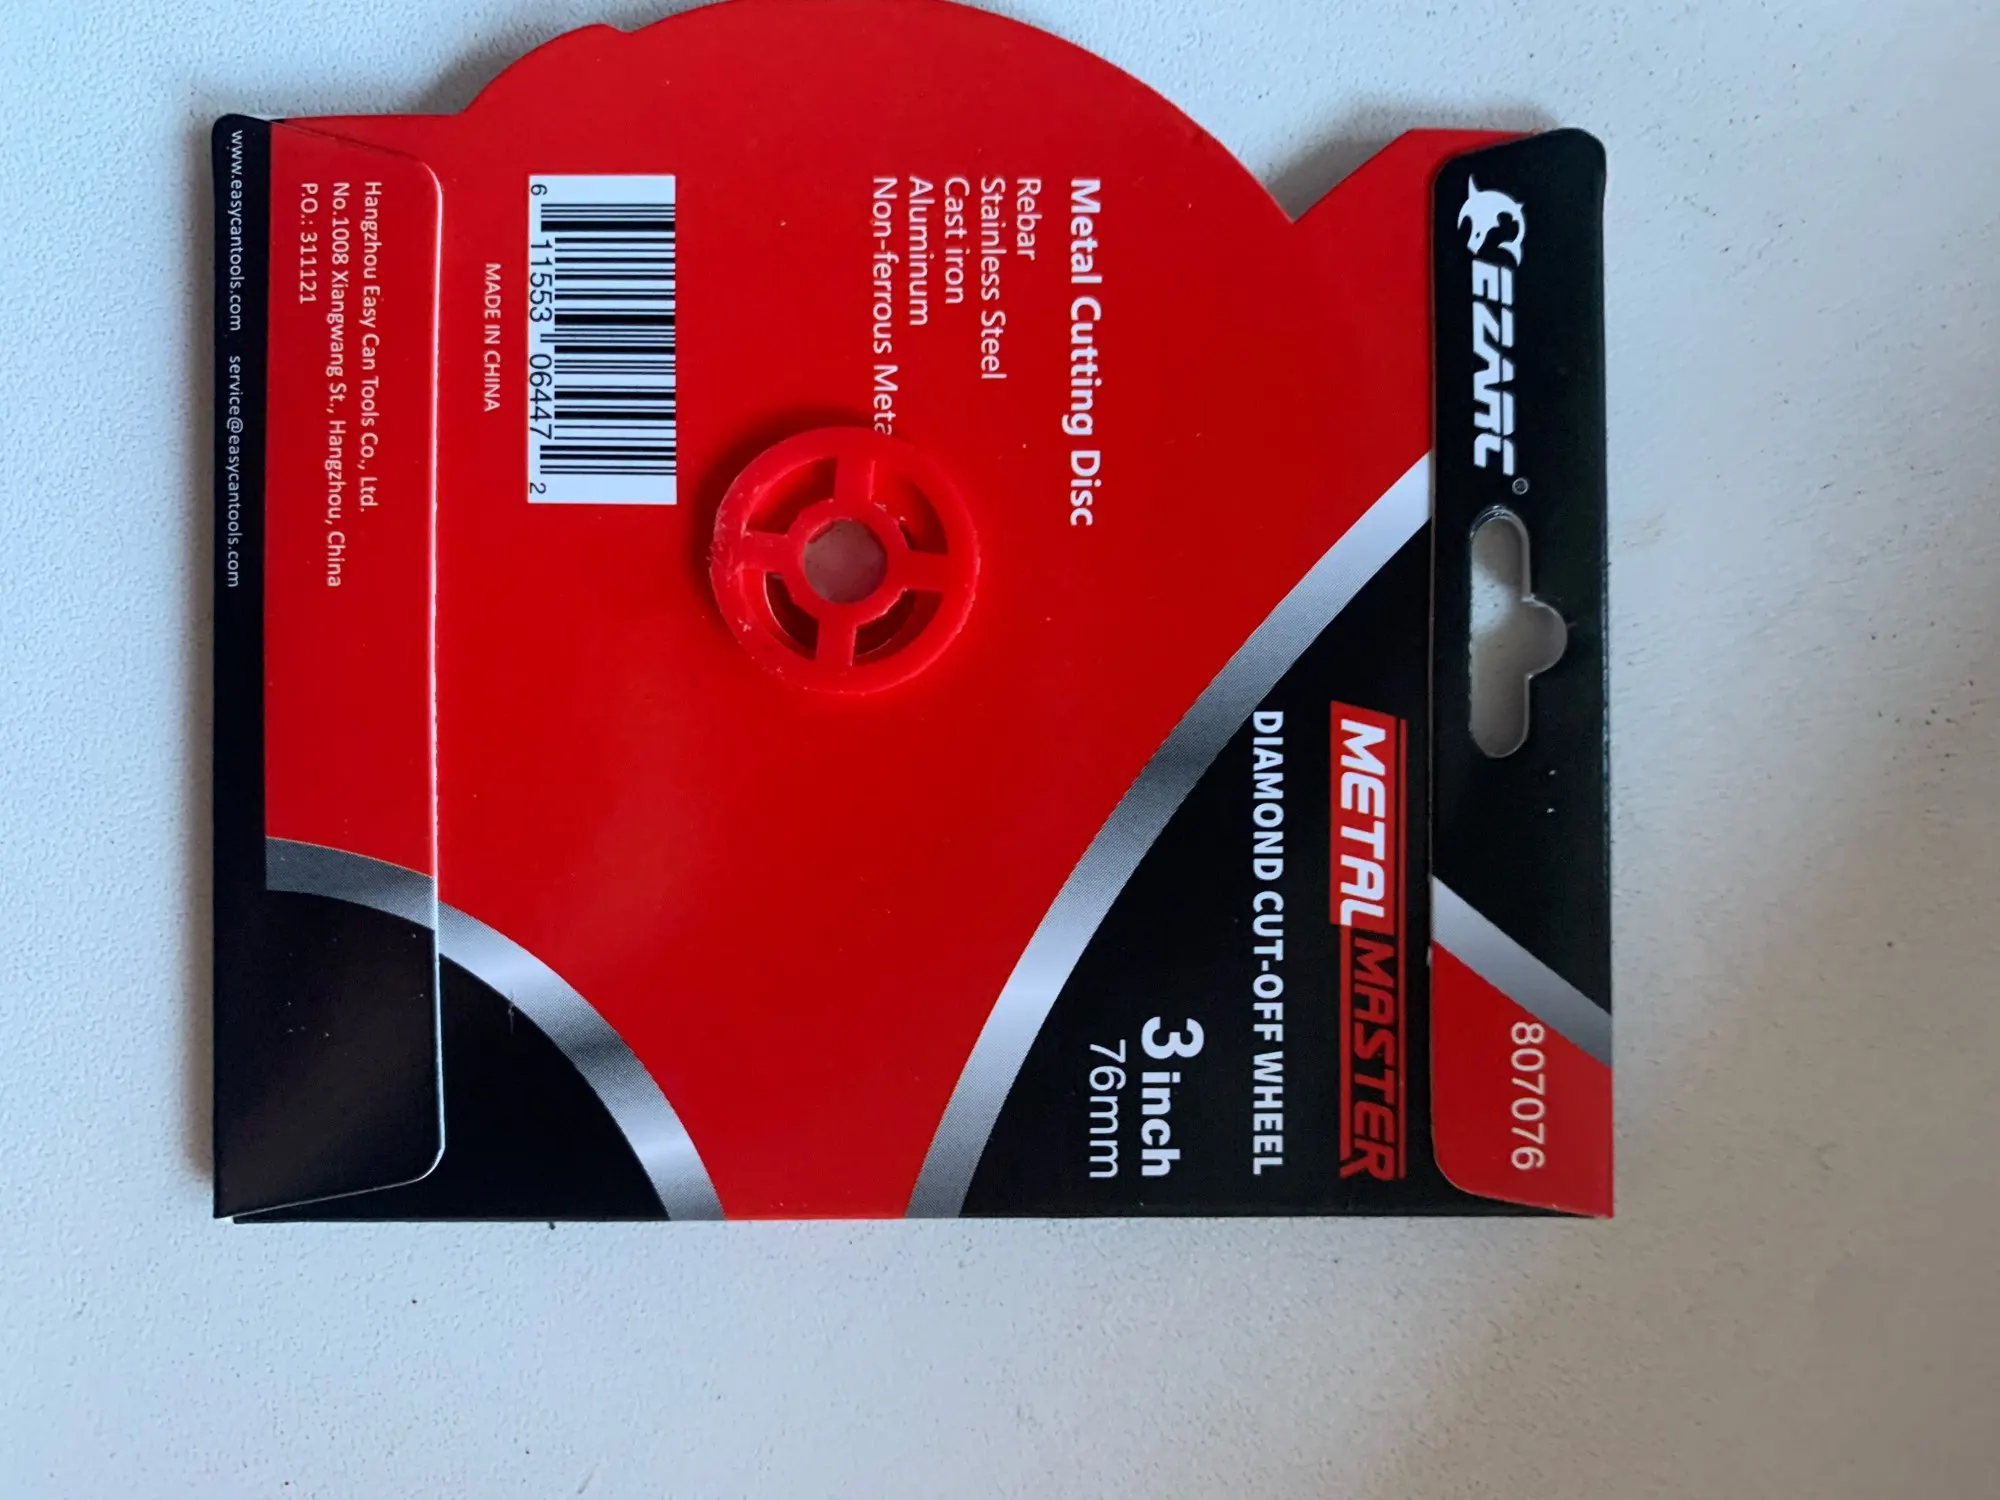 EZARC®
807076
METAL MASTER
DIAMOND CUT-OFF WHEEL
3 inch
76mm
Metal Cutting Disc
Rebar
Stainless Steel
Cast iron
Aluminum
Non-ferrous Meta
6 11553 06447 2
MADE IN CHINA
Hangzhou Easy Can Tools Co., Ltd.
No.1008 Xiangwang St., Hangzhou, China
P.O.: 311121
www.easycantools.com service@easycantools.com